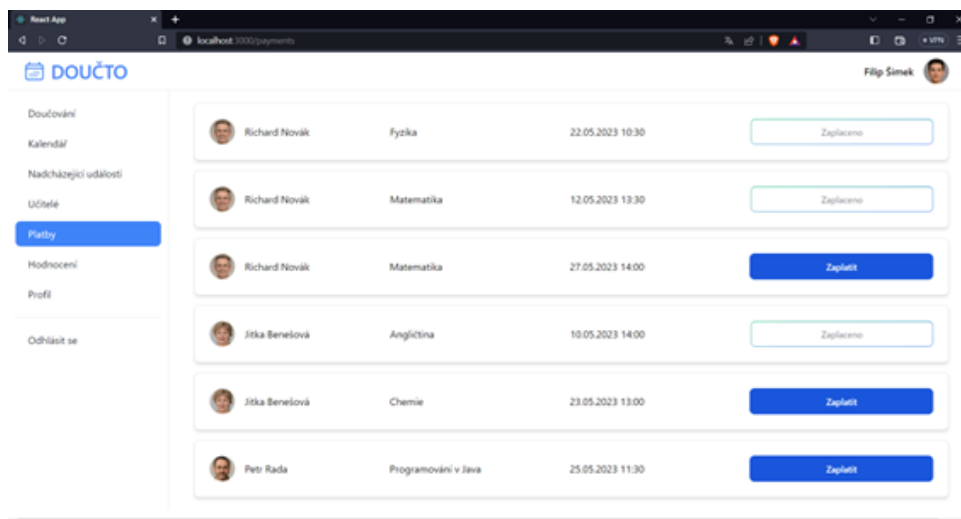 React App
localhost:3000/payments
VPN
DOUČTO
Filip Šimek
Doučování
Kalendář
Nadcházející události
Učitelé
Platby
Hodnocení
Profil
Odhlásit se
Richard Novák Fyzika 22.05.2023 10:30 Zaplaceno
Richard Novák Matematika 12.05.2023 13:30 Zaplaceno
Richard Novák Matematika 27.05.2023 14:00 Zaplatit
Jitka Benešová Angličtina 10.05.2023 14:00 Zaplaceno
Jitka Benešová Chemie 23.05.2023 13:00 Zaplatit
Petr Rada Programování v Java 25.05.2023 11:30 Zaplatit